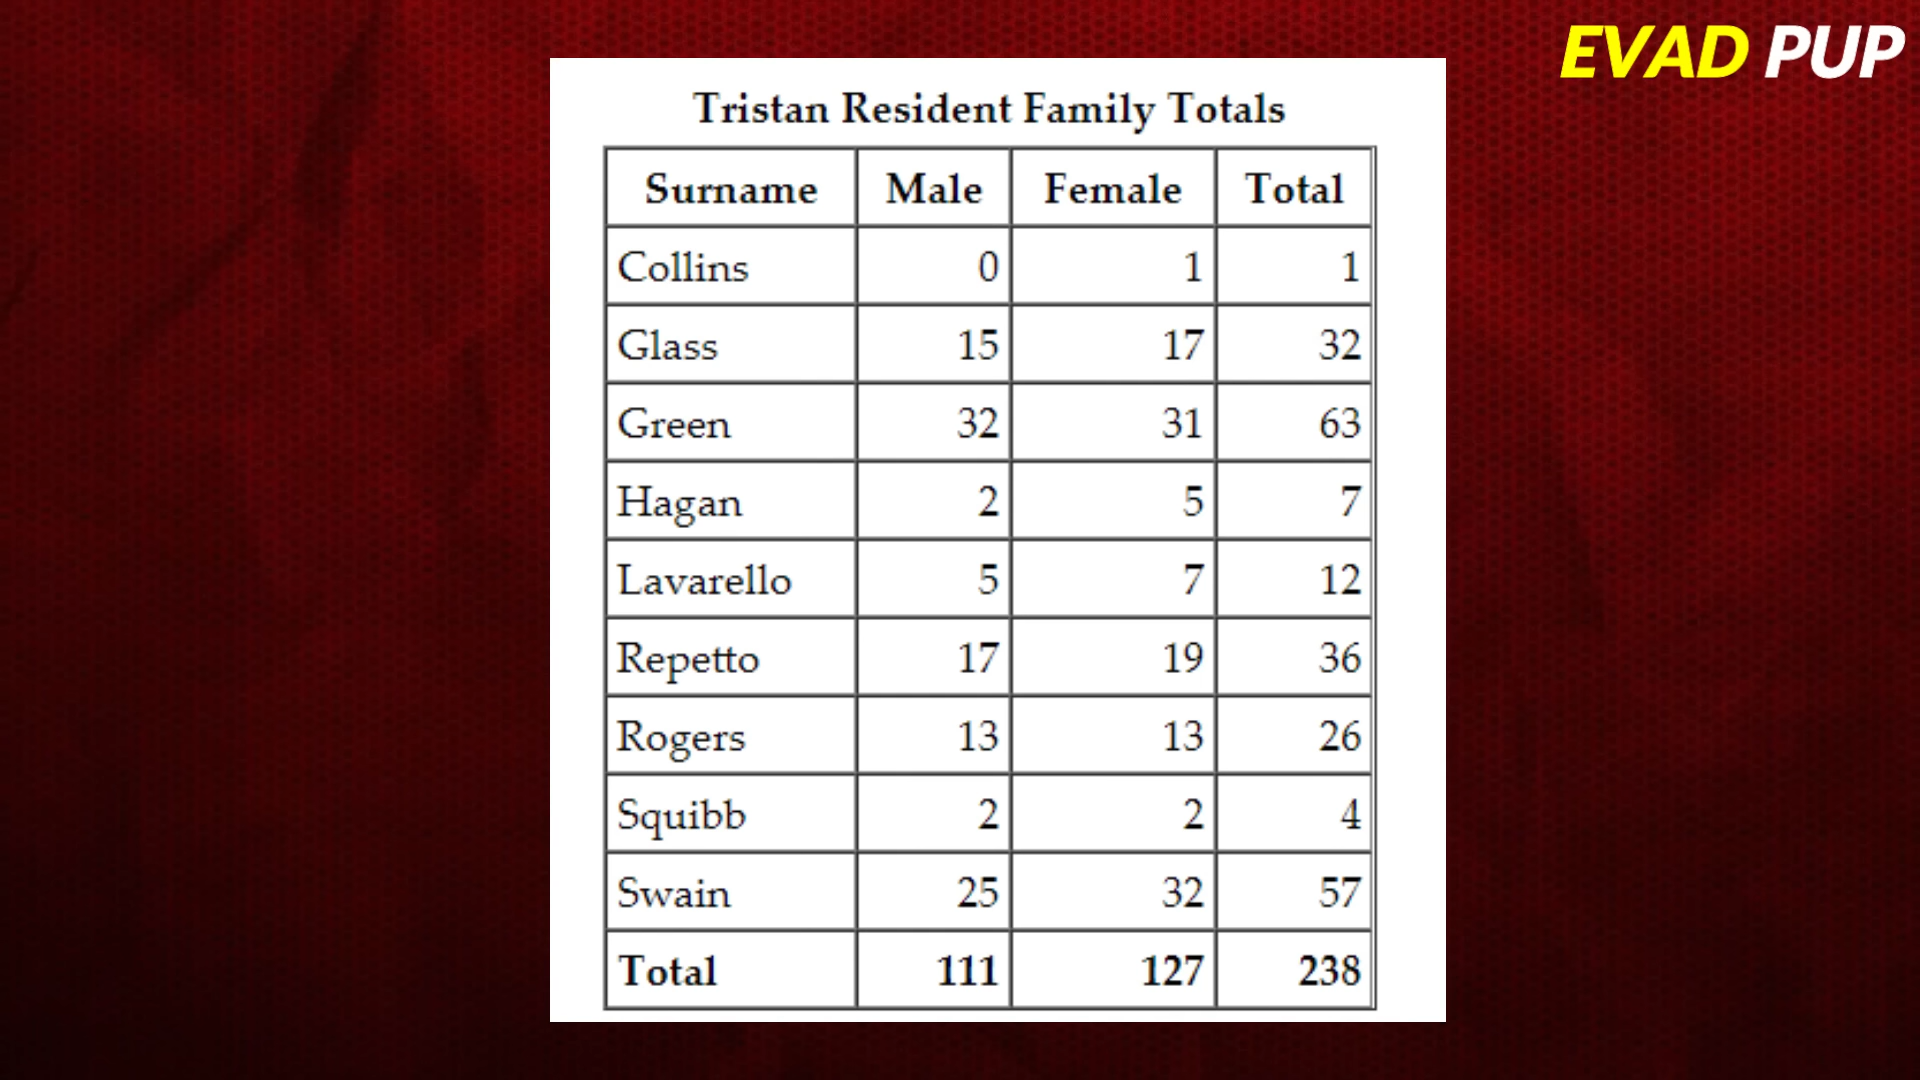 EVAD PUP
Tristan Resident Family Totals
Surname Male Female Total
Collins 0 1 1
Glass 15 17 32
Green 32 31 63
Hagan 2 5 7
Lavarello 5 7 12
Repetto 17 19 36
Rogers 13 13 26
Squibb 2 2 4
Swain 25 32 57
Total 111 127 238